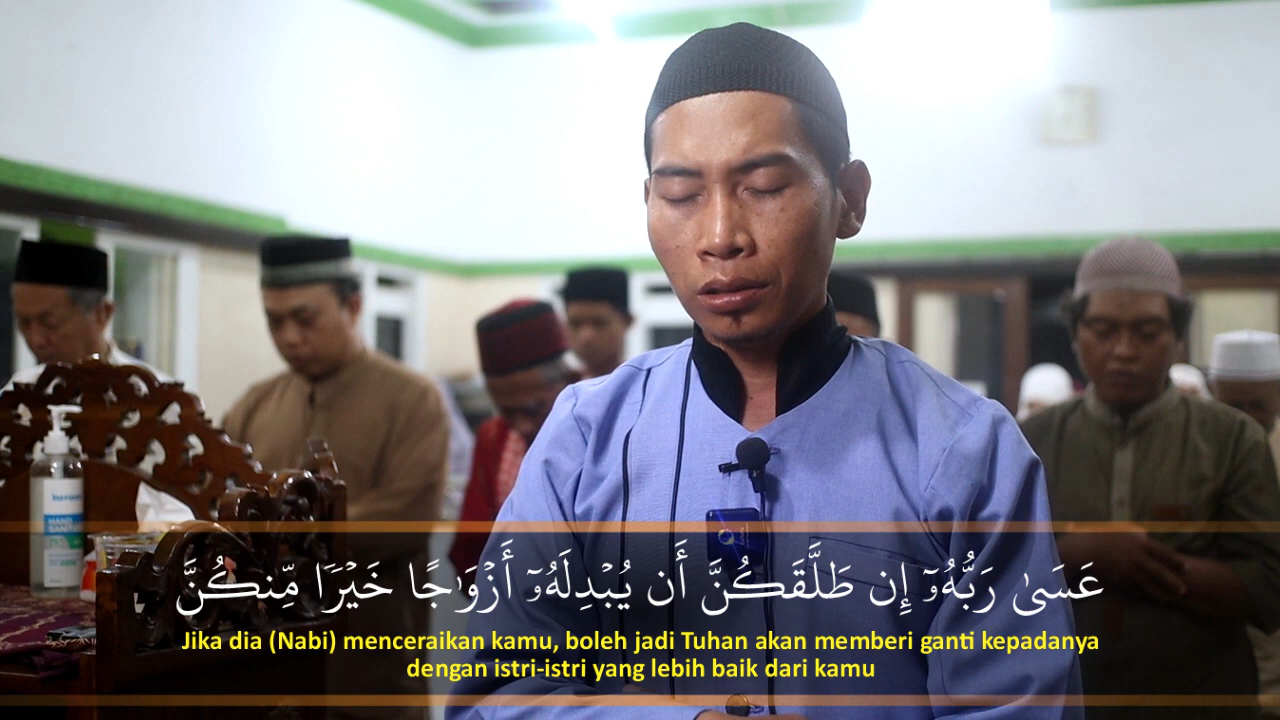 HAND
عَسَىٰ رَبُّهُۥٓ إِن طَلَّقَكُنَّ أَن يُبْدِلَهُۥٓ أَزْوَٰجًا خَيْرًا مِّنكُنَّ
Jika dia (Nabi) menceraikan kamu, boleh jadi Tuhan akan memberi ganti kepadanya
dengan istri-istri yang lebih baik dari kamu